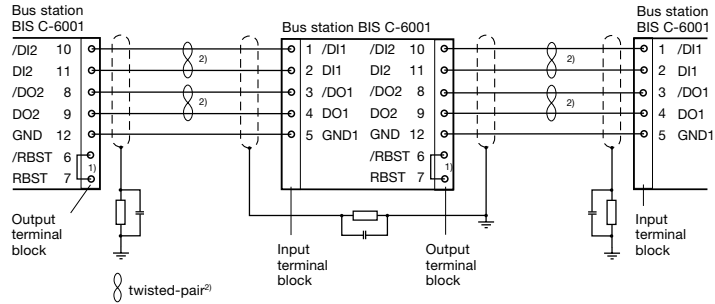 Bus station
BIS C-6001
/DI2 10
DI2 11
/DO2 8
DO2 9
GND 12
/RBST 6
RBST 7
1)
Output
terminal
block
2)
2)
Bus station BIS C-6001
1 /DI1 /DI2 10
2 DI1 DI2 11
3 /DO1 /DO2 8
4 DO1 DO2 9
5 GND1 GND 12
/RBST 6
RBST 7
1)
Input
terminal
block
Output
terminal
block
2)
2)
Bus station
BIS C-6001
1 /DI1
2 DI1
3 /DO1
4 DO1
5 GND1
Input
terminal
block
twisted-pair2)